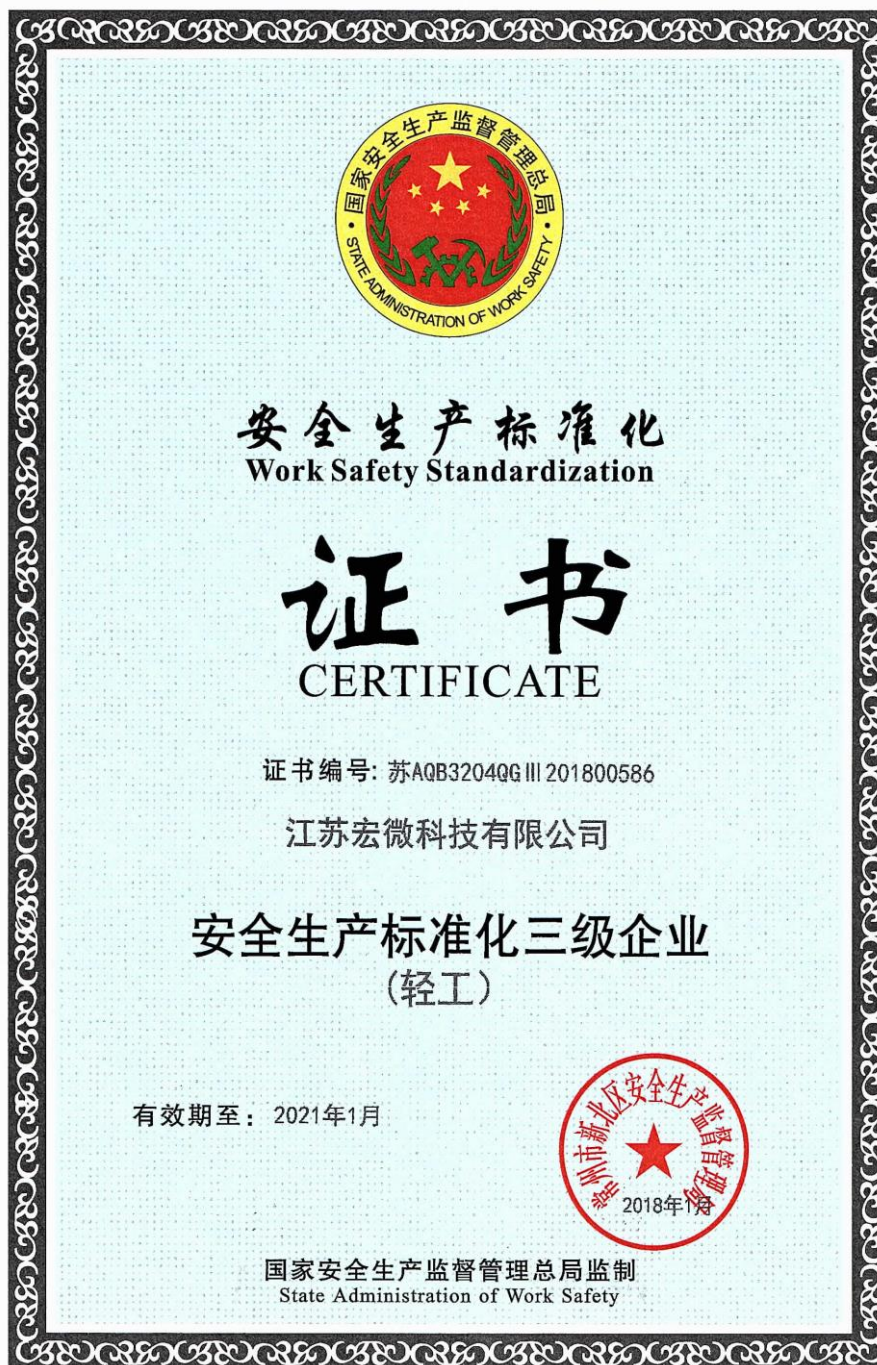 国家安全生产监督管理总局
STATE ADMINISTRATION OF WORK SAFETY
安全生产标准化
Work Safety Standardization
证书
CERTIFICATE
证书编号: 苏AQB3204QGⅢ201800586
江苏宏微科技有限公司
安全生产标准化三级企业
(轻工)
有效期至: 2021年1月
常州市新北区安全生产监督管理局
2018年1月
国家安全生产监督管理总局监制
State Administration of Work Safety